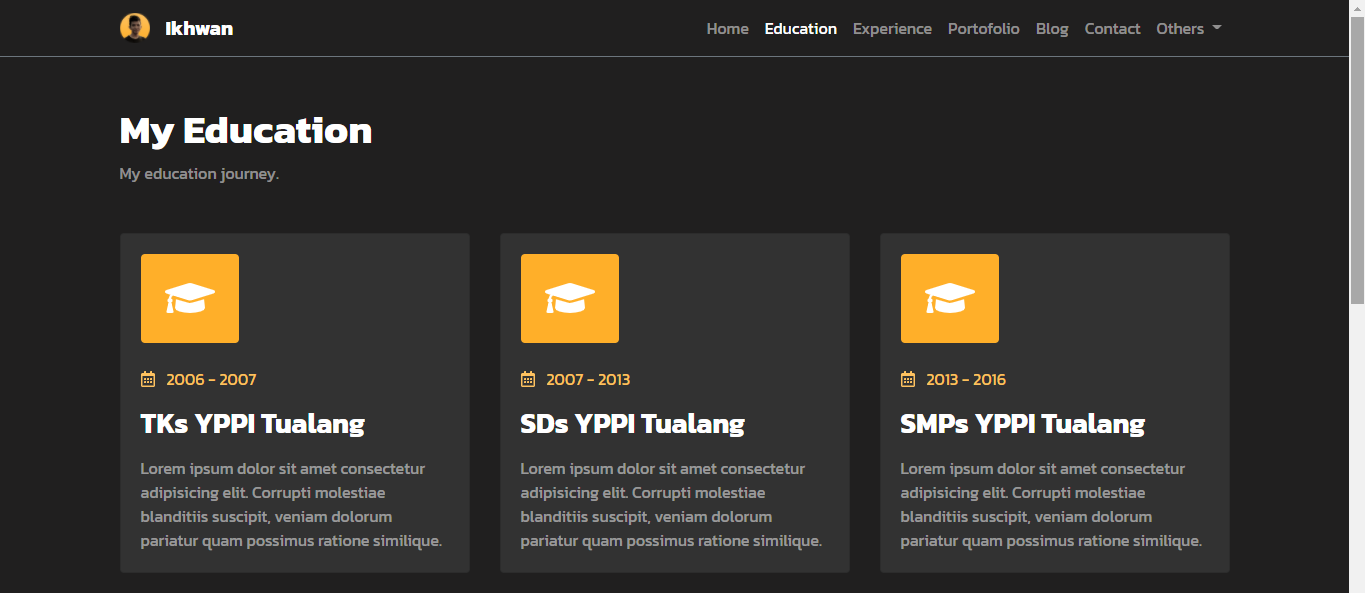 Ikhwan
Home Education Experience Portofolio Blog Contact Others
My Education
My education journey.
2006 - 2007
TKs YPPI Tualang
Lorem ipsum dolor sit amet consectetur
adipisicing elit. Corrupti molestiae
blanditiis suscipit, veniam dolorum
pariatur quam possimus ratione similique.
2007 - 2013
SDs YPPI Tualang
Lorem ipsum dolor sit amet consectetur
adipisicing elit. Corrupti molestiae
blanditiis suscipit, veniam dolorum
pariatur quam possimus ratione similique.
2013 - 2016
SMPs YPPI Tualang
Lorem ipsum dolor sit amet consectetur
adipisicing elit. Corrupti molestiae
blanditiis suscipit, veniam dolorum
pariatur quam possimus ratione similique.